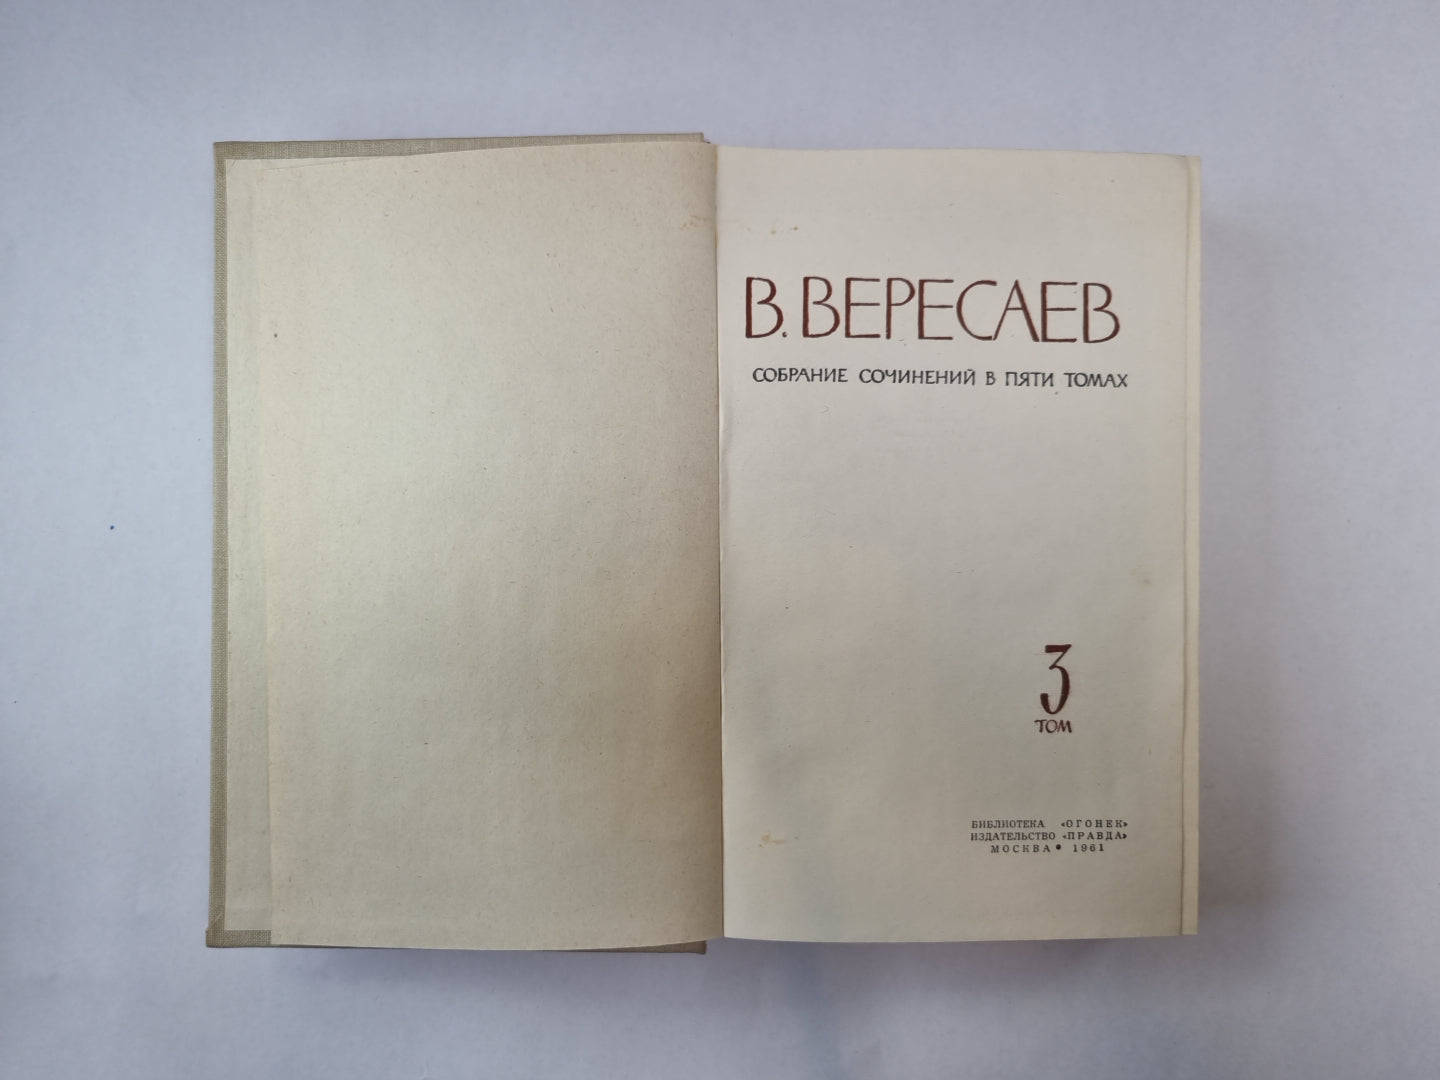 В. ВЕРЕСАЕВ
СОБРАНИЕ СОЧИНЕНИЙ В ПЯТИ ТОМАХ
3
ТОМ
БИБЛИОТЕКА «ОГОНЕК»
ИЗДАТЕЛЬСТВО «ПРАВДА»
МОСКВА • 1961